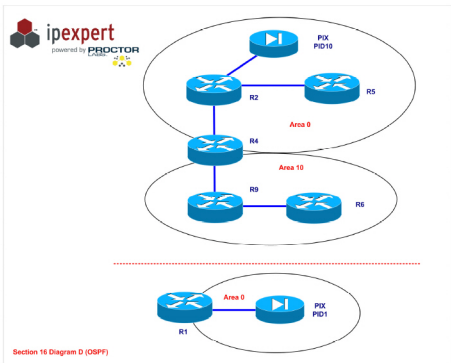 ipexpert
powered by PROCTOR
LABS
PIX
PID10
R2
R5
Area 0
R4
Area 10
R9
R6
Area 0
PIX
PID1
R1
Section 16 Diagram D (OSPF)